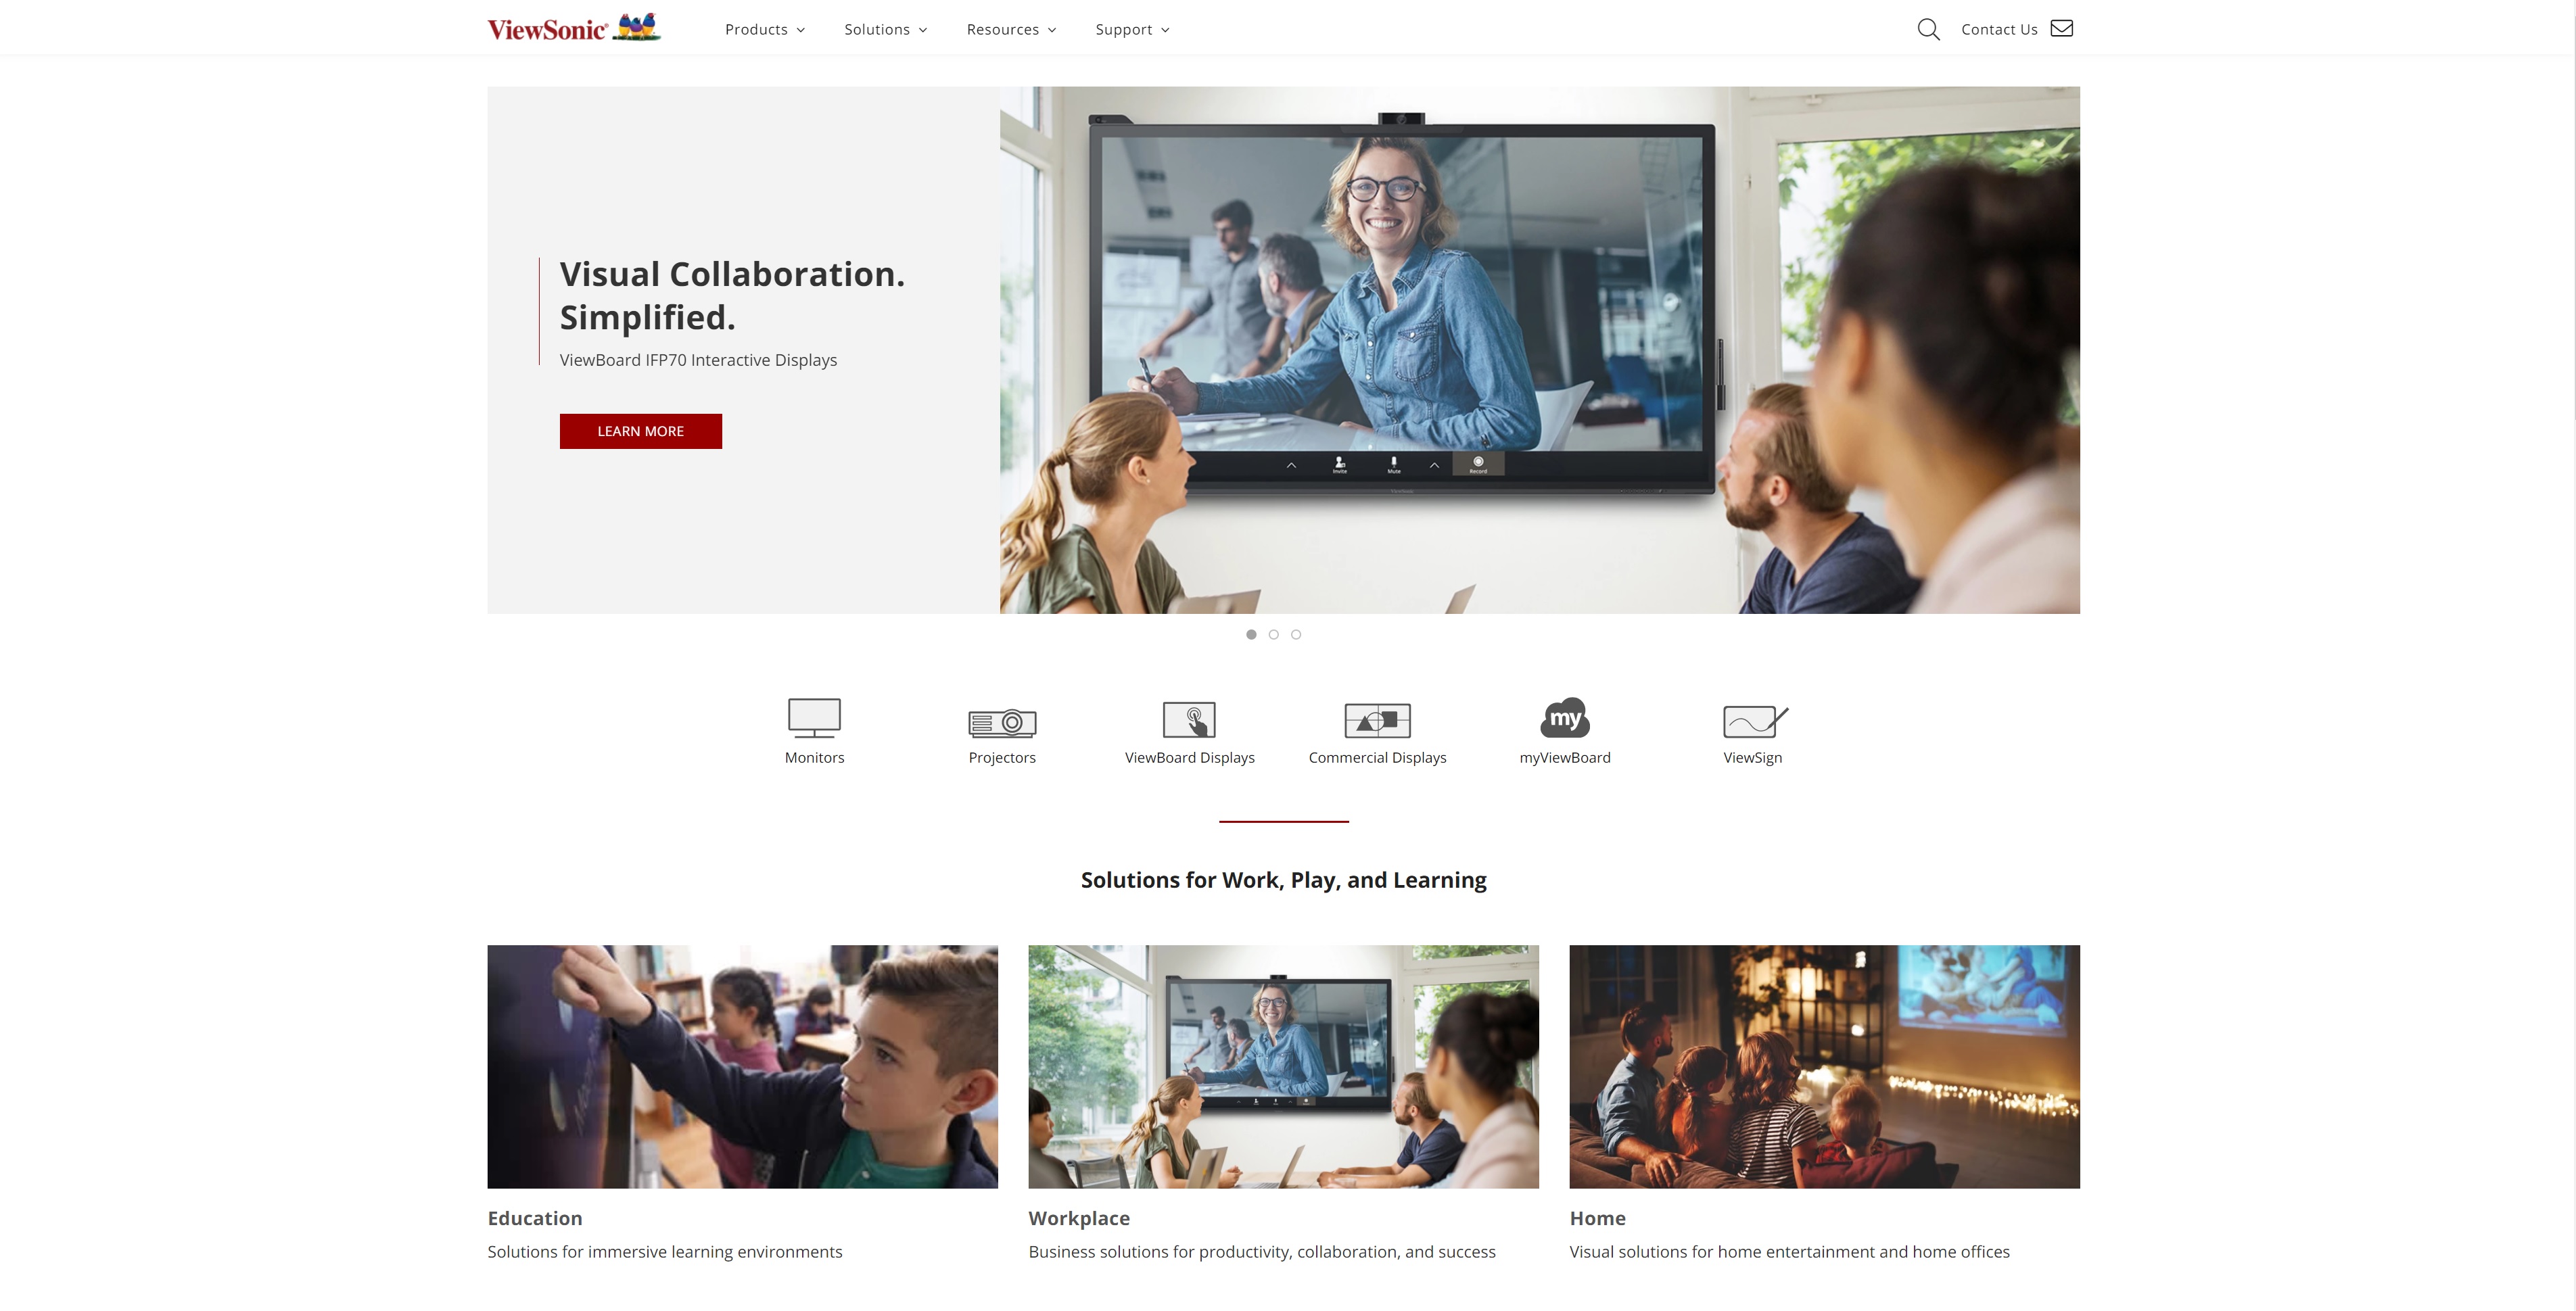 ViewSonic
Products
Solutions
Resources
Support
Contact Us
Visual Collaboration.
Simplified.
ViewBoard IFP70 Interactive Displays
LEARN MORE
Invite
Mute
Record
ViewSonic
Monitors
Projectors
ViewBoard Displays
Commercial Displays
my
myViewBoard
ViewSign
Solutions for Work, Play, and Learning
Education
Solutions for immersive learning environments
Workplace
Business solutions for productivity, collaboration, and success
Home
Visual solutions for home entertainment and home offices